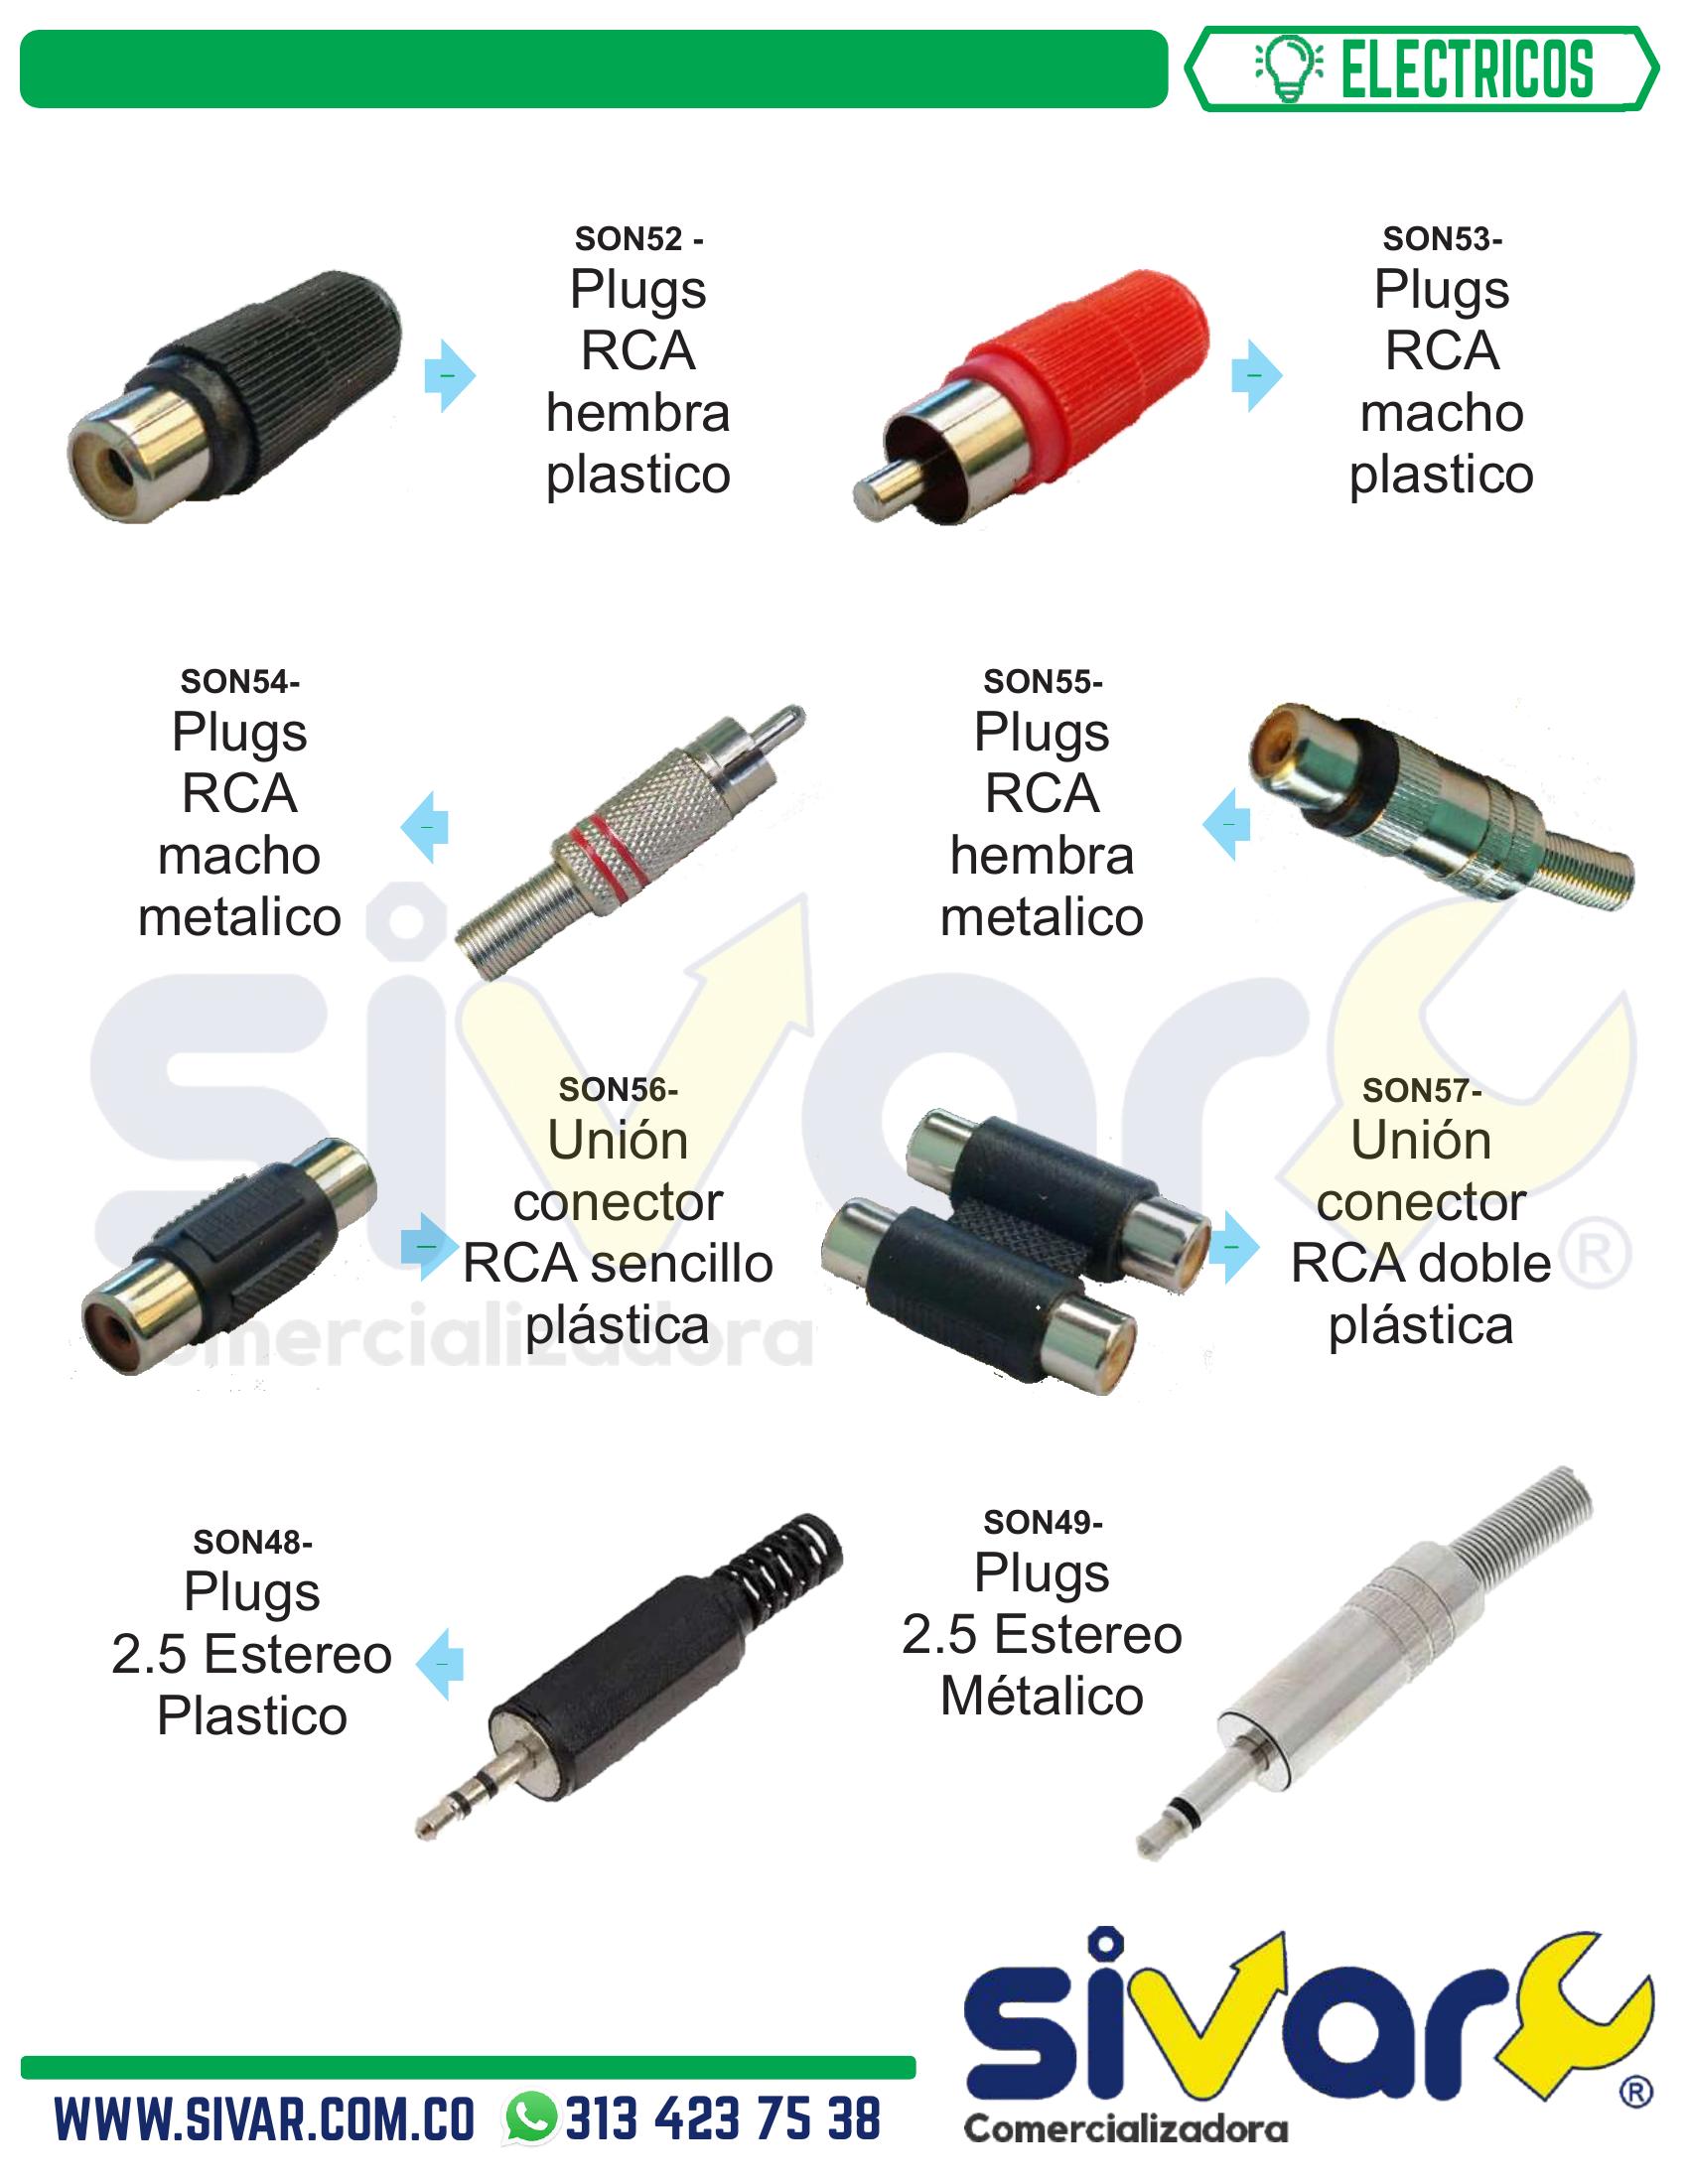 ELECTRICOS
SON52 -
Plugs
RCA
hembra
plastico
SON53-
Plugs
RCA
macho
plastico
SON54-
Plugs
RCA
macho
metalico
SON55-
Plugs
RCA
hembra
metalico
SON56-
Unión
conector
RCA sencillo
plástica
SON57-
Unión
conector
RCA doble
plástica
sivar
®
Comercializadora
SON48-
Plugs
2.5 Estereo
Plastico
SON49-
Plugs
2.5 Estereo
Métalico
WWW.SIVAR.COM.CO 313 423 75 38
sivar
®
Comercializadora